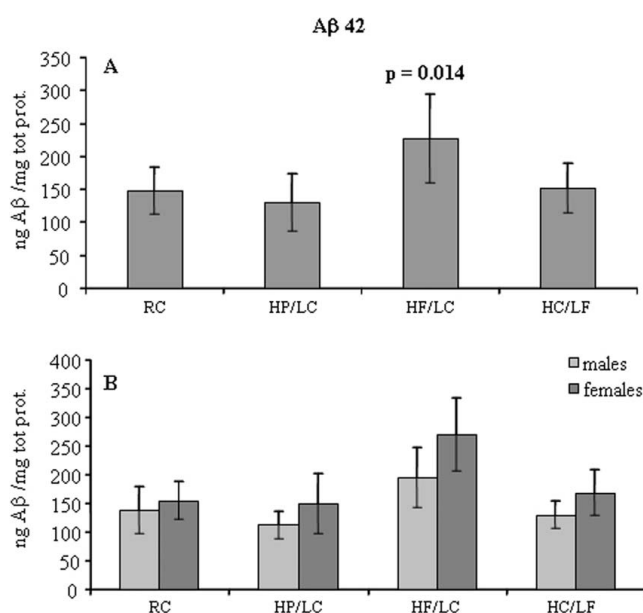 Aβ 42
A
p = 0.014
ng Aβ /mg tot prot.
350
300
250
200
150
100
50
0
RC HP/LC HF/LC HC/LF
B
males
females
ng Aβ /mg tot prot.
400
350
300
250
200
150
100
50
0
RC HP/LC HF/LC HC/LF